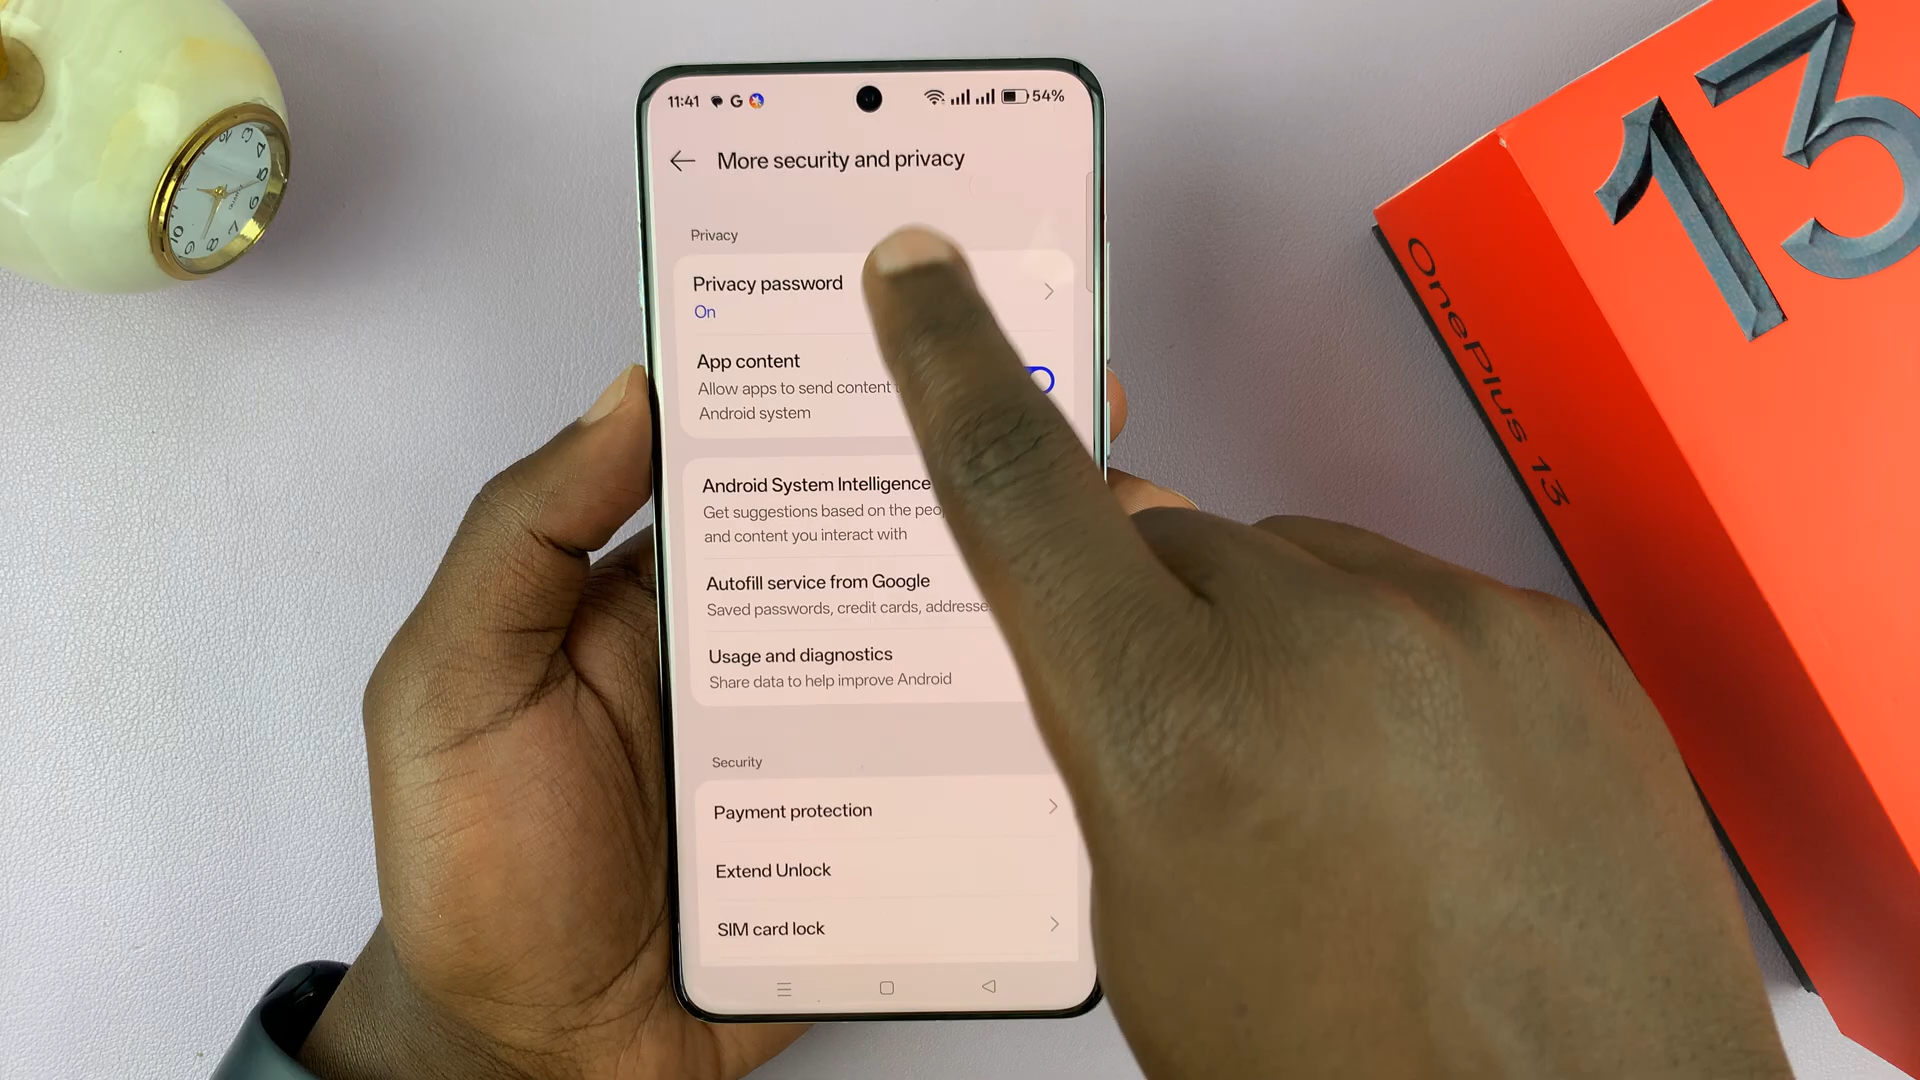 11:41 G 54%
More security and privacy
Privacy
Privacy password
On
App content
Allow apps to send content
Android system
Android System Intelligence
Get suggestions based on the
and content you interact with
Autofill service from Google
Saved passwords, credit cards,
Usage and diagnostics
Share data to help improve Android
Security
Payment protection
Extend Unlock
SIM card lock
13
OnePlus 13
QUARTZ